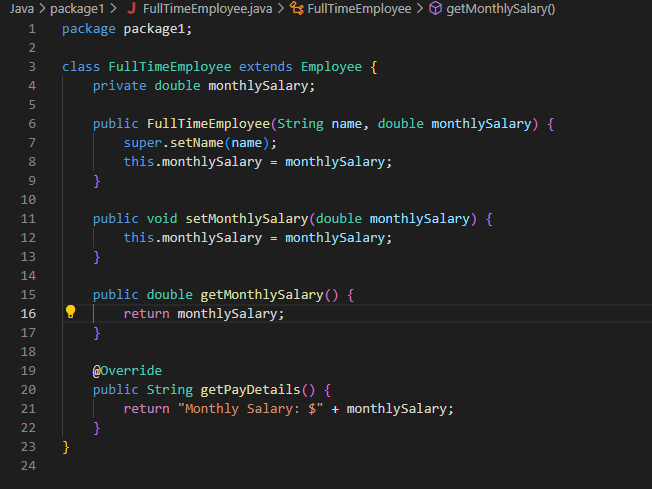 Java > package1 > J FullTimeEmployee.java > FullTimeEmployee > getMonthlySalary()
1 package package1;
2
3 class FullTimeEmployee extends Employee {
4     private double monthlySalary;
5
6     public FullTimeEmployee(String name, double monthlySalary) {
7         super.setName(name);
8         this.monthlySalary = monthlySalary;
9     }
10
11     public void setMonthlySalary(double monthlySalary) {
12         this.monthlySalary = monthlySalary;
13     }
14
15     public double getMonthlySalary() {
16         return monthlySalary;
17     }
18
19     @Override
20     public String getPayDetails() {
21         return "Monthly Salary: $" + monthlySalary;
22     }
23 }
24